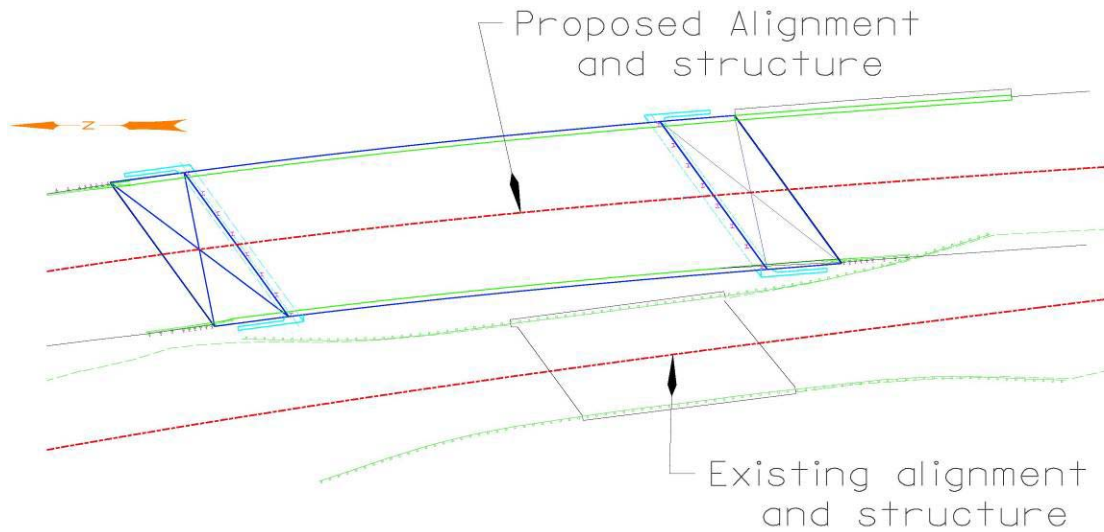 Proposed Alignment
and structure
N
Existing alignment
and structure